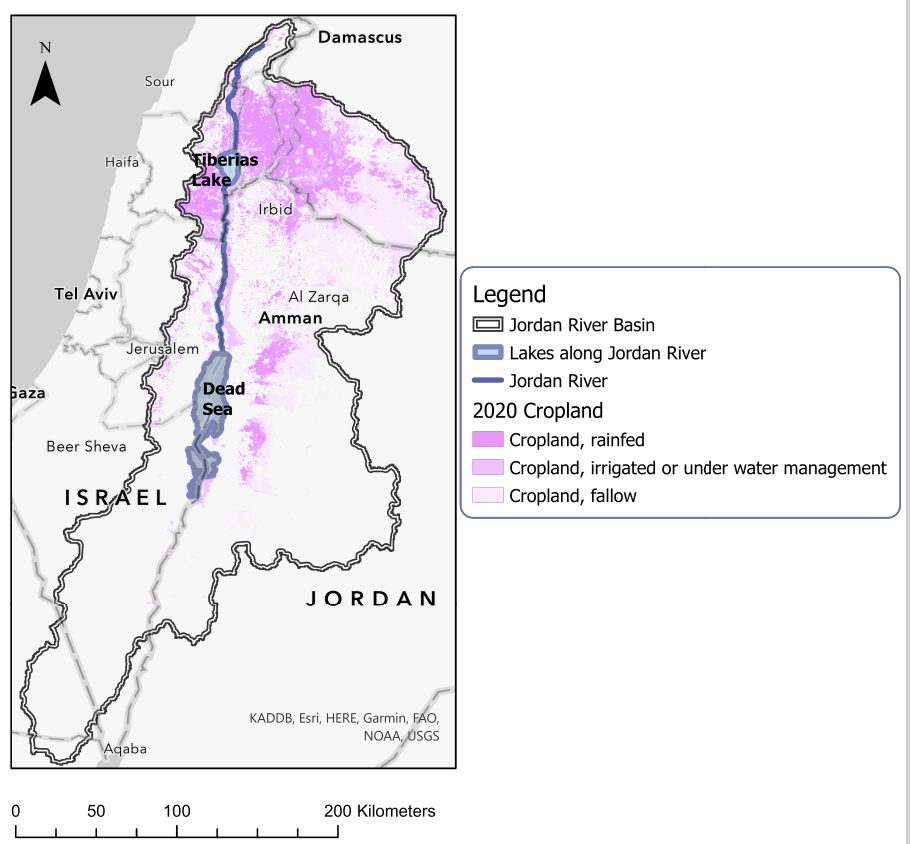 N
Damascus
Sour
Haifa
Tiberias
Lake
Irbid
Tel Aviv
Al Zarqa
Amman
Jerusalem
Dead
Sea
Gaza
Beer Sheva
ISRAEL
JORDAN
KADDB, Esri, HERE, Garmin, FAO,
NOAA, USGS
Aqaba
0 50 100 200 Kilometers
Legend
Jordan River Basin
Lakes along Jordan River
Jordan River
2020 Cropland
Cropland, rainfed
Cropland, irrigated or under water management
Cropland, fallow